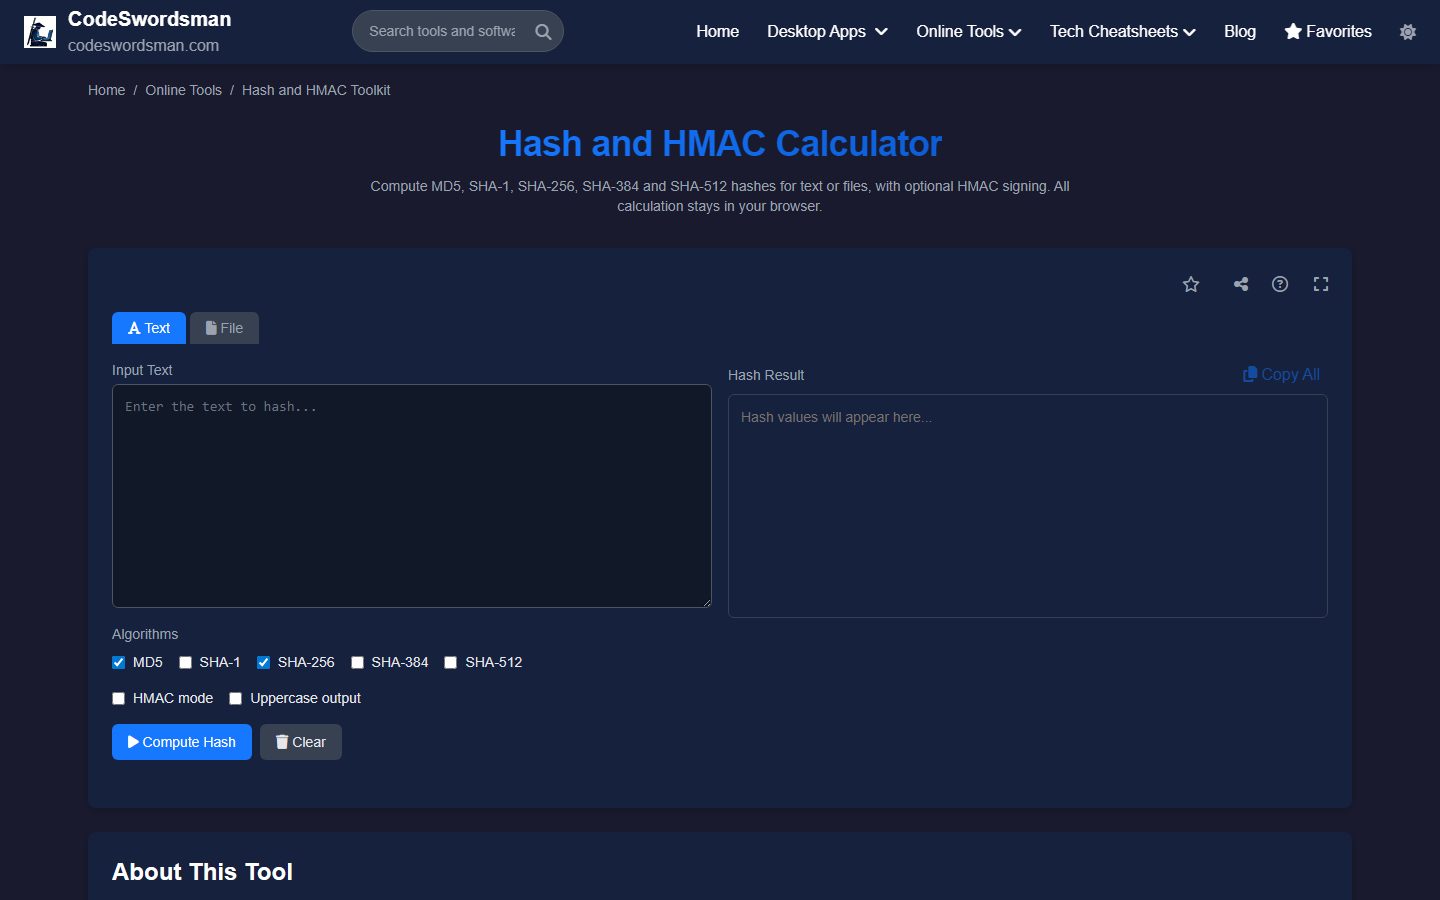 CodeSwordsman
codeswordsman.com
Search tools and softwa
Home
Desktop Apps
Online Tools
Tech Cheatsheets
Blog
Favorites
Home / Online Tools / Hash and HMAC Toolkit
Hash and HMAC Calculator
Compute MD5, SHA-1, SHA-256, SHA-384 and SHA-512 hashes for text or files, with optional HMAC signing. All
calculation stays in your browser.
Text
File
Input Text
Enter the text to hash...
Hash Result
Copy All
Hash values will appear here...
Algorithms
MD5 SHA-1 SHA-256 SHA-384 SHA-512
HMAC mode Uppercase output
Compute Hash
Clear
About This Tool